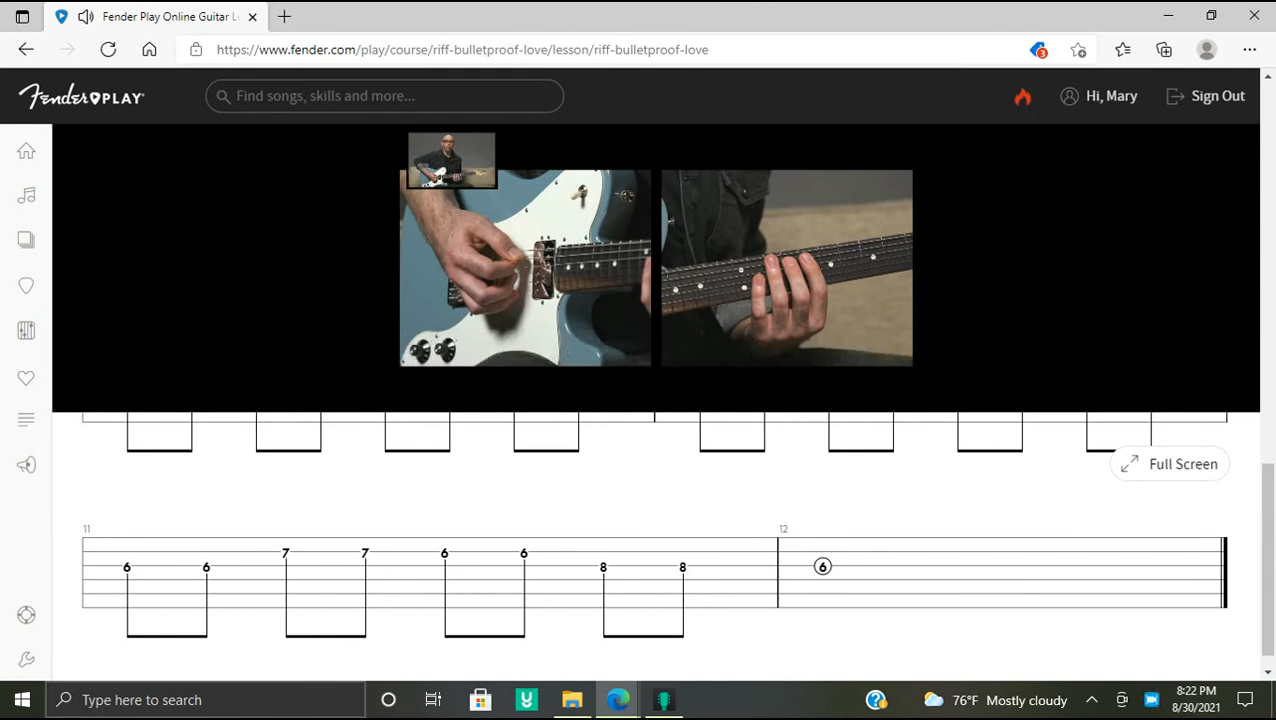 Fender Play Online Guitar L
https://www.fender.com/play/course/riff-bulletproof-love/lesson/riff-bulletproof-love
3
Fender PLAY
Find songs, skills and more...
Hi, Mary
Sign Out
Full Screen
11
12
6 6 7 7 6 6 8 8 6
Type here to search
76°F Mostly cloudy
8:22 PM
8/30/2021